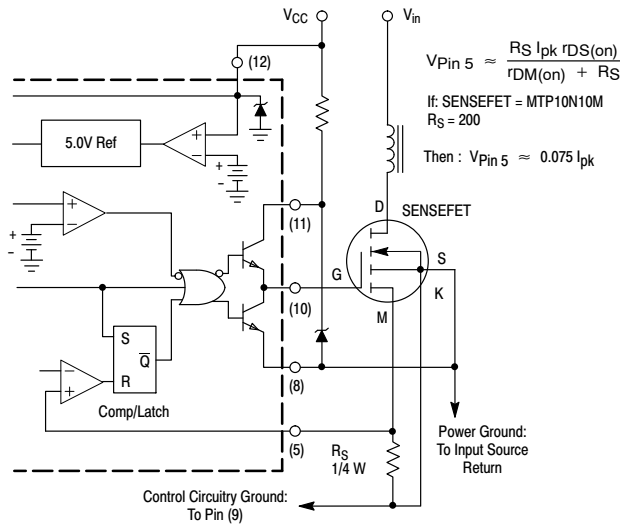 VCC
Vin
(12)
VPin 5 ≈ RS Ipk rDS(on)
rDM(on) + RS
If: SENSEFET = MTP10N10M
RS = 200
Then : VPin 5 ≈ 0.075 Ipk
5.0V Ref
+
-
+
-
D
SENSEFET
(11)
+
-
G
S
K
(10)
M
S
Q
R
(8)
-
+
Comp/Latch
(5)
RS
1/4 W
Power Ground:
To Input Source
Return
Control Circuitry Ground:
To Pin (9)